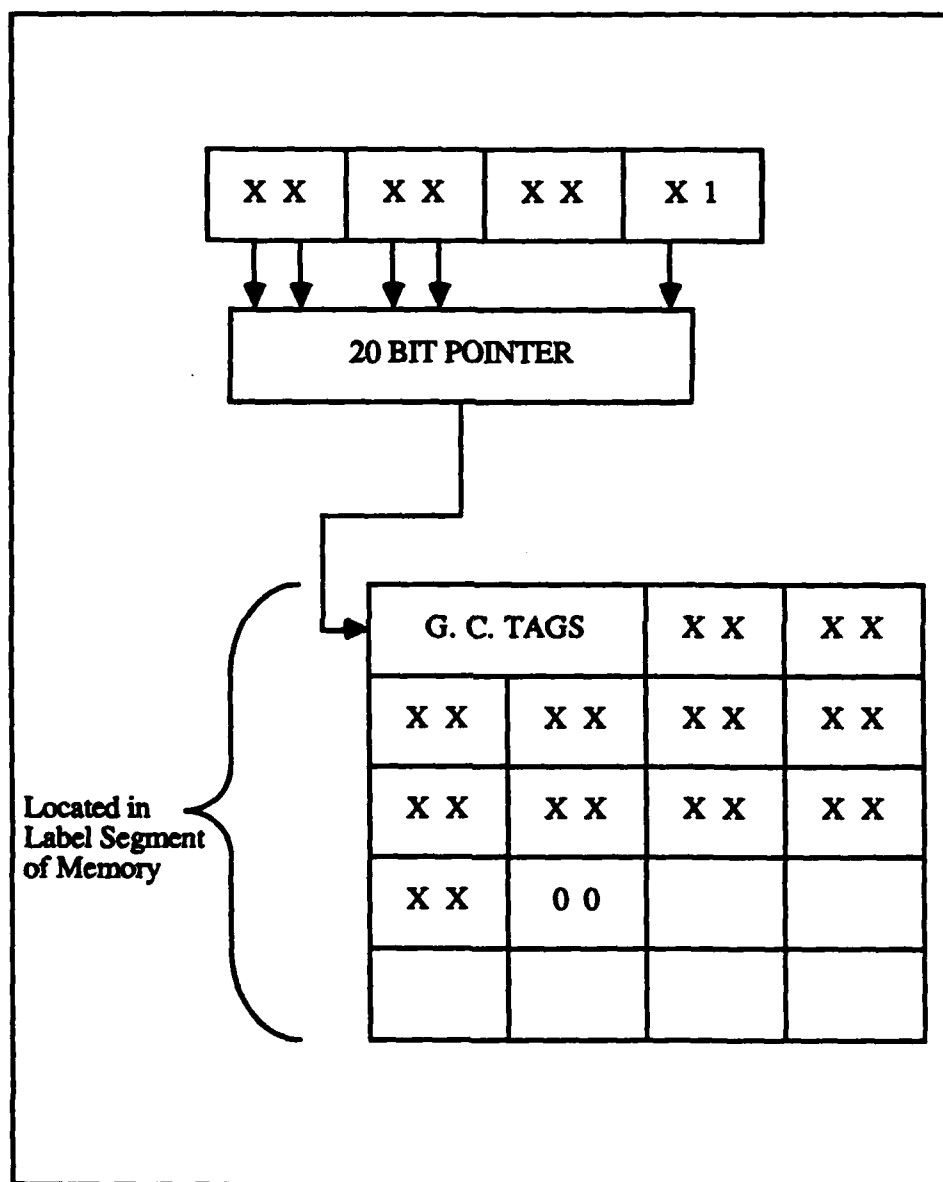 X X X X X X X 1
20 BIT POINTER
G. C. TAGS X X X X
X X X X X X X X
Located in
Label Segment
of Memory
X X X X X X X X
X X 0 0